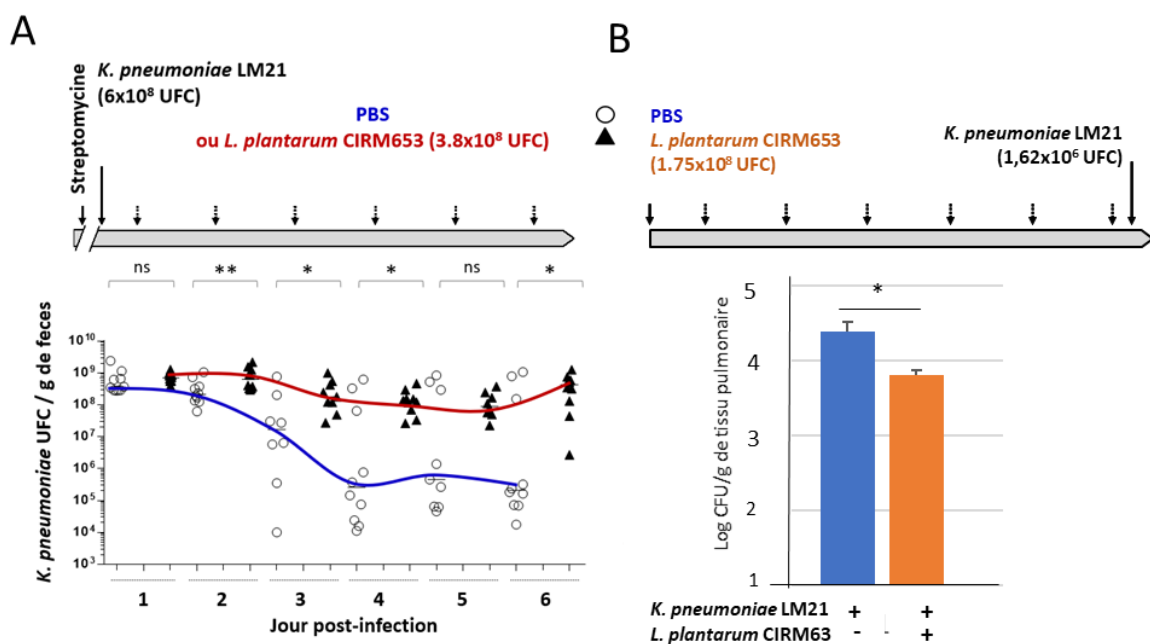 A
Streptomycine
K. pneumoniae LM21
(6x10⁸ UFC)
PBS
ou L. plantarum CIRM653 (3.8x10⁸ UFC)
ns
**
*
*
ns
*
K. pneumoniae UFC / g de feces
10¹⁰
10⁹
10⁸
10⁷
10⁶
10⁵
10⁴
10³
1 2 3 4 5 6
Jour post-infection
B
PBS
L. plantarum CIRM653
(1.75x10⁸ UFC)
K. pneumoniae LM21
(1,62x10⁶ UFC)
*
Log CFU/g de tissu pulmonaire
5
4
3
2
1
K. pneumoniae LM21 + +
L. plantarum CIRM63 - - +